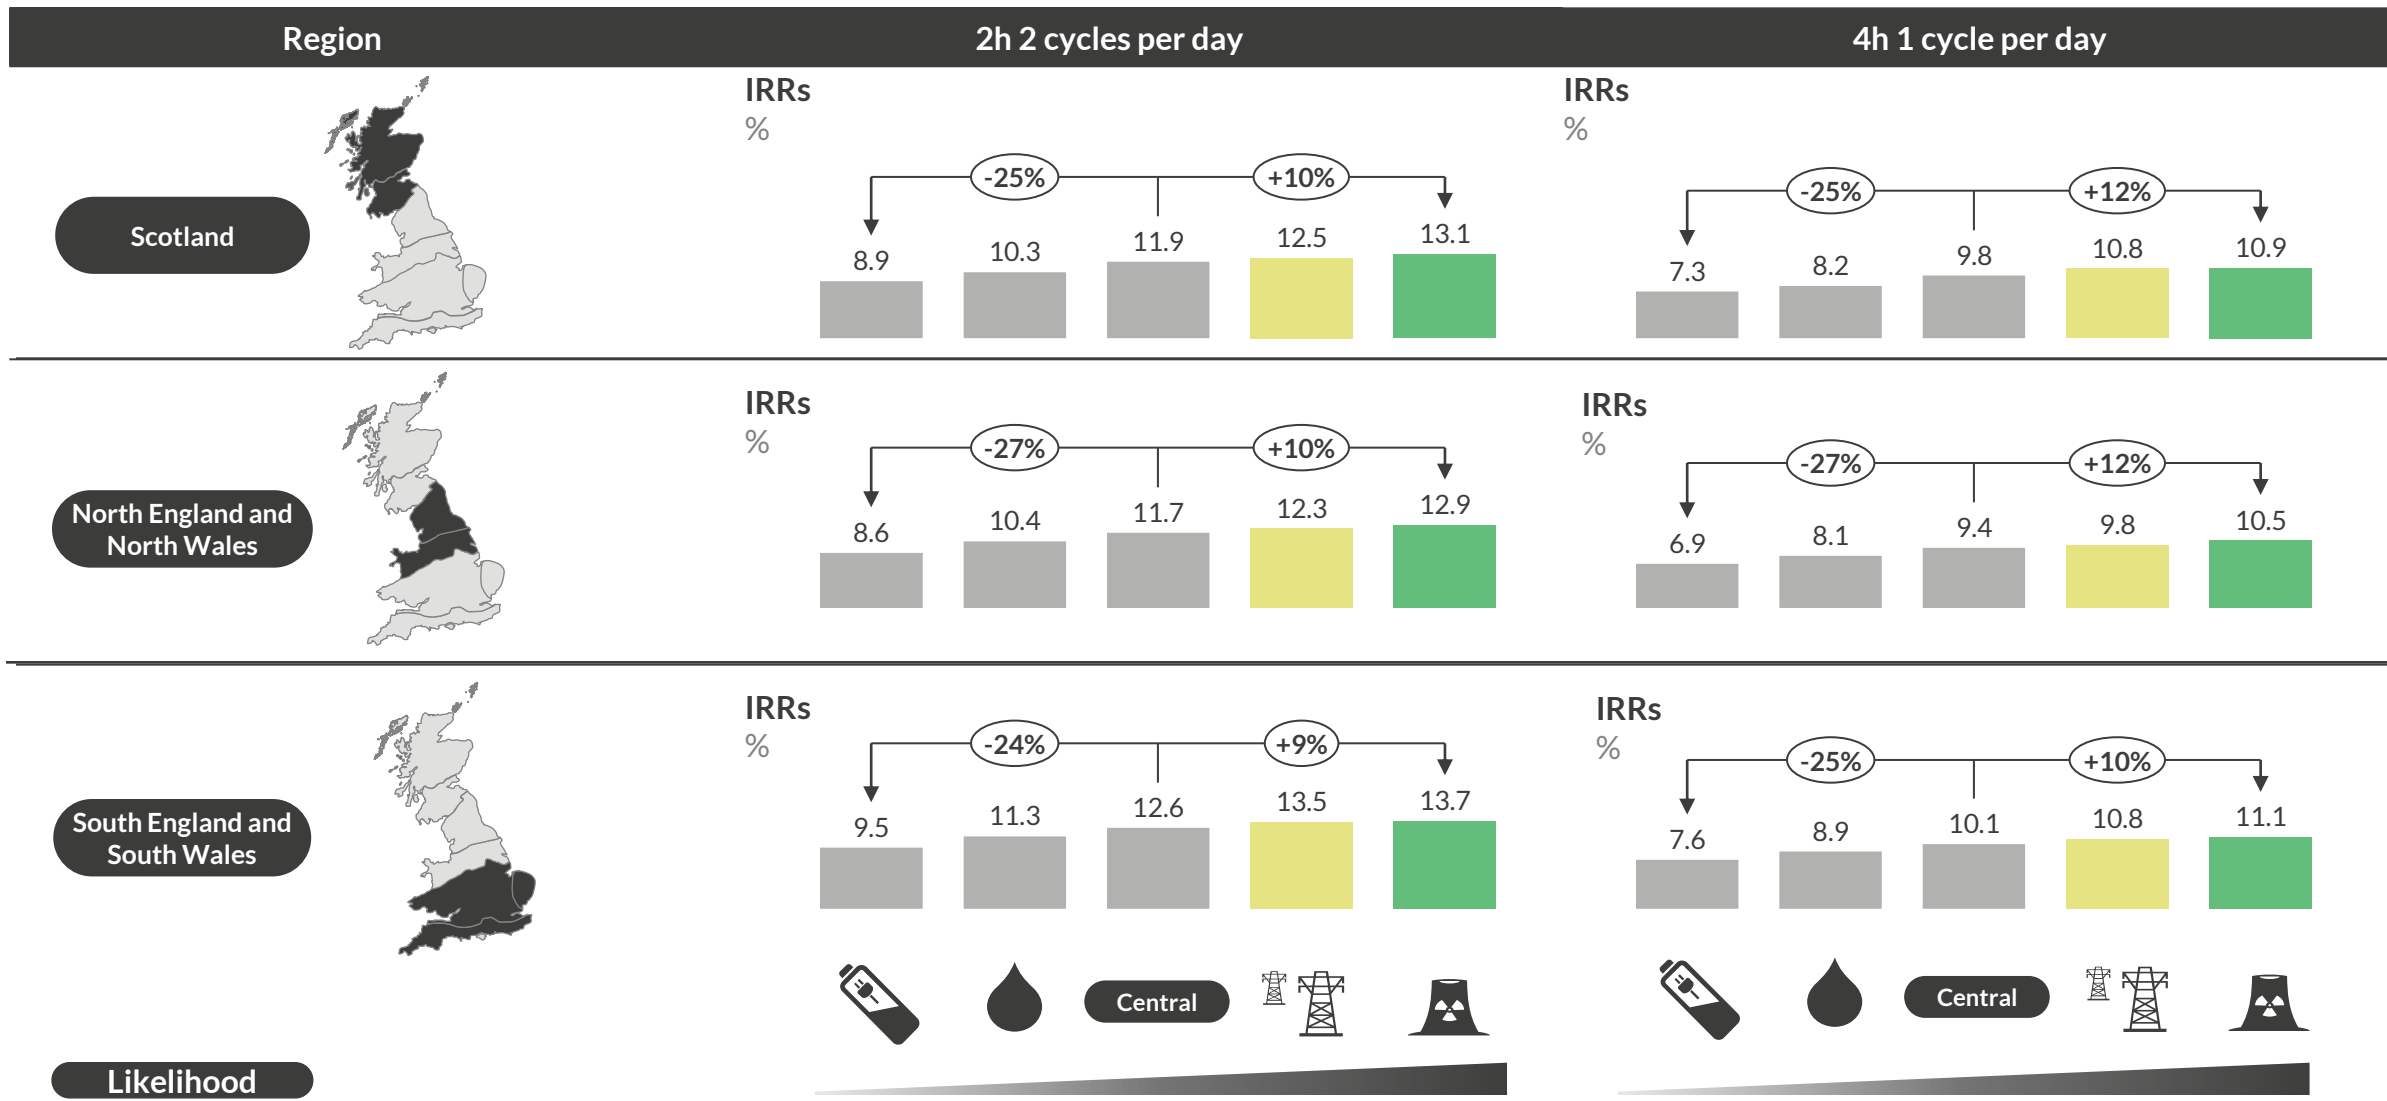 Region
2h 2 cycles per day
4h 1 cycle per day
Scotland
IRRs
%
-25%
+10%
8.9
10.3
11.9
12.5
13.1
IRRs
%
-25%
+12%
7.3
8.2
9.8
10.8
10.9
North England and
North Wales
IRRs
%
-27%
+10%
8.6
10.4
11.7
12.3
12.9
IRRs
%
-27%
+12%
6.9
8.1
9.4
9.8
10.5
South England and
South Wales
IRRs
%
-24%
+9%
9.5
11.3
12.6
13.5
13.7
IRRs
%
-25%
+10%
7.6
8.9
10.1
10.8
11.1
Central
Central
Likelihood